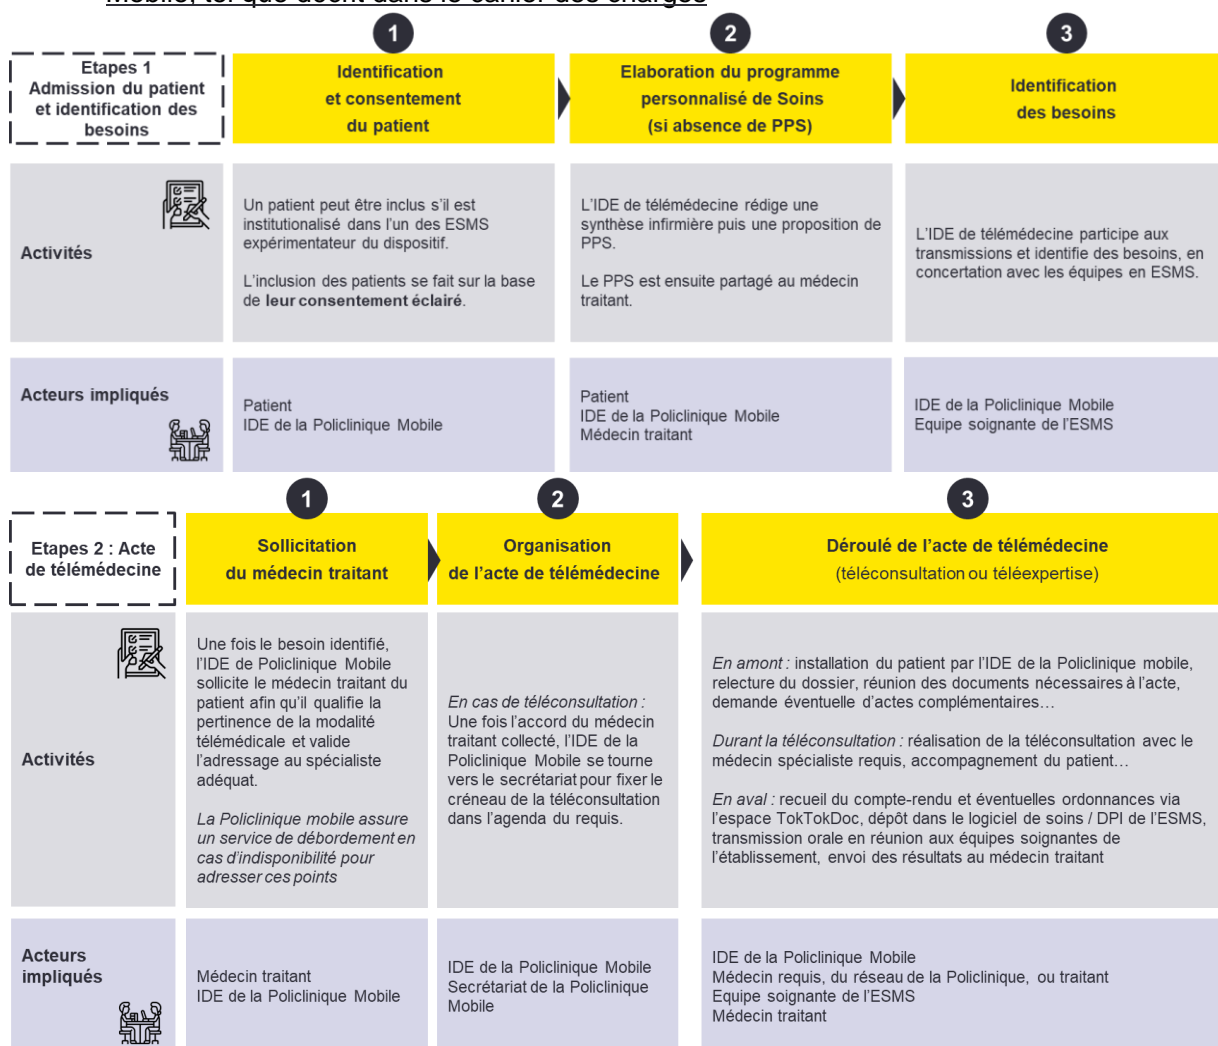 Mobile, tel que décrit dans le cahier des charges
1
2
3
Etapes 1
Admission du patient
et identification des
besoins
Identification
et consentement
du patient
Elaboration du programme
personnalisé de Soins
(si absence de PPS)
Identification
des besoins
Activités
Un patient peut être inclus s’il est
institutionalisé dans l’un des ESMS
expérimentateur du dispositif.
L’inclusion des patients se fait sur la base
de leur consentement éclairé.
L’IDE de télémédecine rédige une
synthèse infirmière puis une proposition de
PPS.
Le PPS est ensuite partagé au médecin
traitant.
L’IDE de télémédecine participe aux
transmissions et identifie des besoins, en
concertation avec les équipes en ESMS.
Acteurs impliqués
Patient
IDE de la Policlinique Mobile
Patient
IDE de la Policlinique Mobile
Médecin traitant
IDE de la Policlinique Mobile
Equipe soignante de l’ESMS
1
2
3
Etapes 2 : Acte
de télémédecine
Sollicitation
du médecin traitant
Organisation
de l’acte de télémédecine
Déroulé de l’acte de télémédecine
(téléconsultation ou téléexpertise)
Activités
Une fois le besoin identifié,
l’IDE de Policlinique Mobile
sollicite le médecin traitant du
patient afin qu’il qualifie la
pertinence de la modalité
télémédicale et valide
l’adressage au spécialiste
adéquat.
La Policlinique mobile assure
un service de débordement en
cas d’indisponibilité pour
adresser ces points
En cas de téléconsultation :
Une fois l’accord du médecin
traitant collecté, l’IDE de la
Policlinique Mobile se tourne
vers le secrétariat pour fixer le
créneau de la téléconsultation
dans l’agenda du requis.
En amont : installation du patient par l’IDE de la Policlinique mobile,
relecture du dossier, réunion des documents nécessaires à l’acte,
demande éventuelle d’actes complémentaires…
Durant la téléconsultation : réalisation de la téléconsultation avec le
médecin spécialiste requis, accompagnement du patient…
En aval : recueil du compte-rendu et éventuelles ordonnances via
l’espace TokTokDoc, dépôt dans le logiciel de soins / DPI de l’ESMS,
transmission orale en réunion aux équipes soignantes de
l’établissement, envoi des résultats au médecin traitant
Acteurs
impliqués
Médecin traitant
IDE de la Policlinique Mobile
IDE de la Policlinique Mobile
Secrétariat de la Policlinique
Mobile
IDE de la Policlinique Mobile
Médecin requis, du réseau de la Policlinique, ou traitant
Equipe soignante de l’ESMS
Médecin traitant